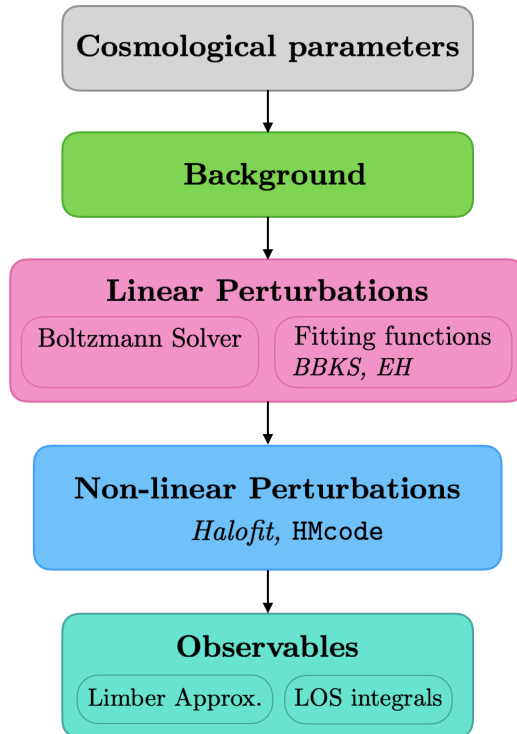 Cosmological parameters
Background
Linear Perturbations
Boltzmann Solver
Fitting functions
BBKS, EH
Non-linear Perturbations
Halofit, HMcode
Observables
Limber Approx.
LOS integrals